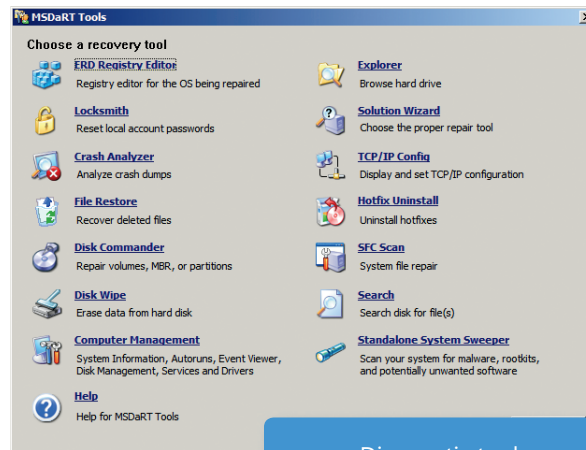 MSDaRT Tools
Choose a recovery tool
ERD Registry Editor
Registry editor for the OS being repaired
Locksmith
Reset local account passwords
Crash Analyzer
Analyze crash dumps
File Restore
Recover deleted files
Disk Commander
Repair volumes, MBR, or partitions
Disk Wipe
Erase data from hard disk
Computer Management
System Information, Autoruns, Event Viewer,
Disk Management, Services and Drivers
Help
Help for MSDaRT Tools
Explorer
Browse hard drive
Solution Wizard
Choose the proper repair tool
TCP/IP Config
Display and set TCP/IP configuration
Hotfix Uninstall
Uninstall hotfixes
SFC Scan
System file repair
Search
Search disk for file(s)
Standalone System Sweeper
Scan your system for malware, rootkits,
and potentially unwanted software